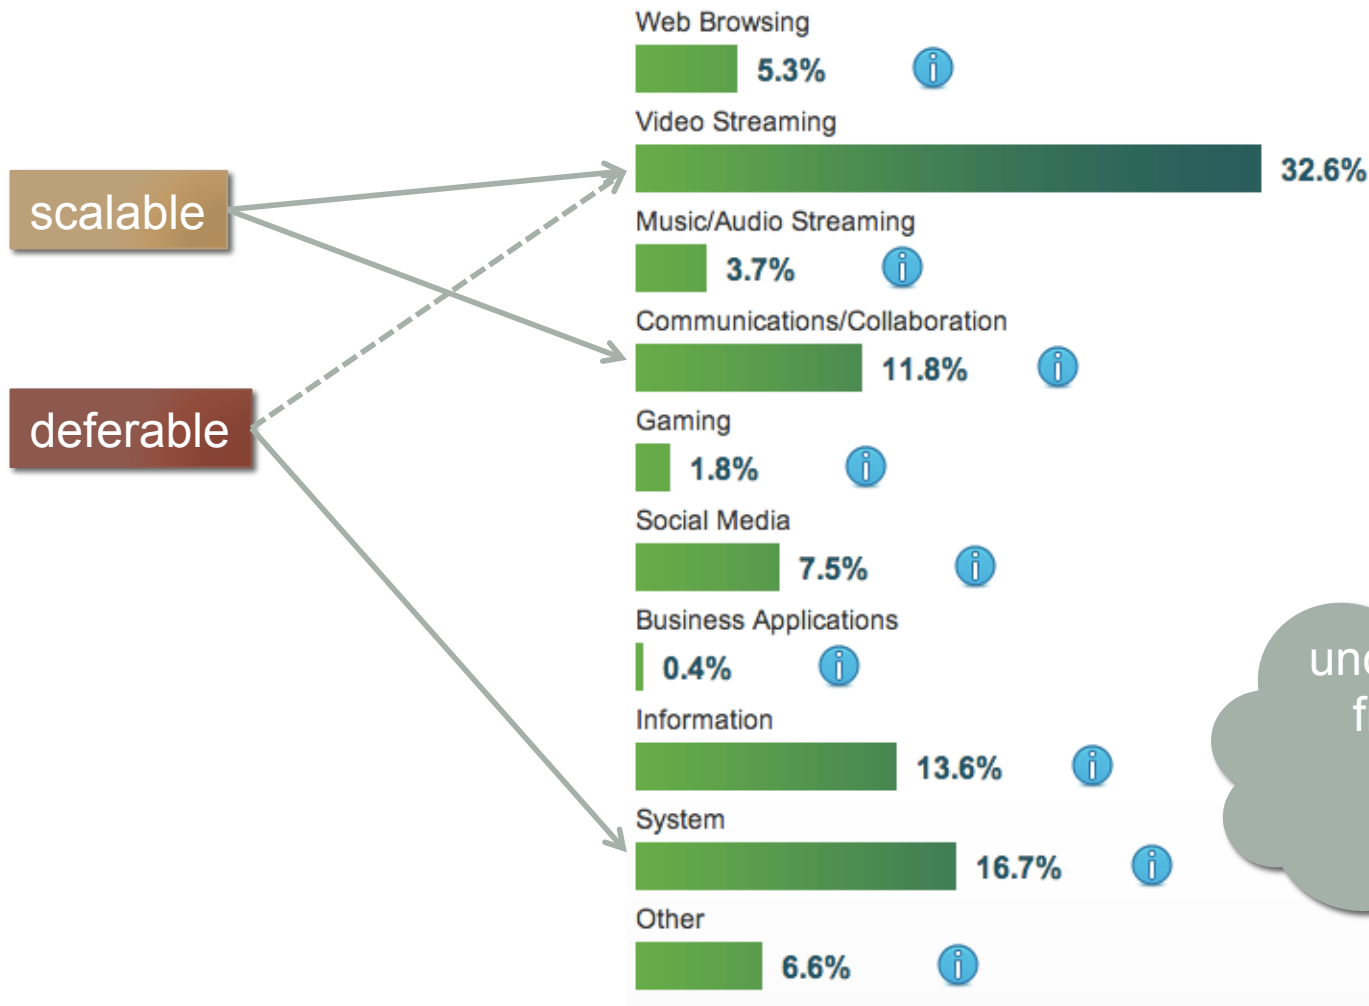 Web Browsing
5.3%
Video Streaming
32.6%
scalable
Music/Audio Streaming
3.7%
Communications/Collaboration
11.8%
deferable
Gaming
1.8%
Social Media
7.5%
Business Applications
0.4%
Information
13.6%
System
16.7%
Other
6.6%